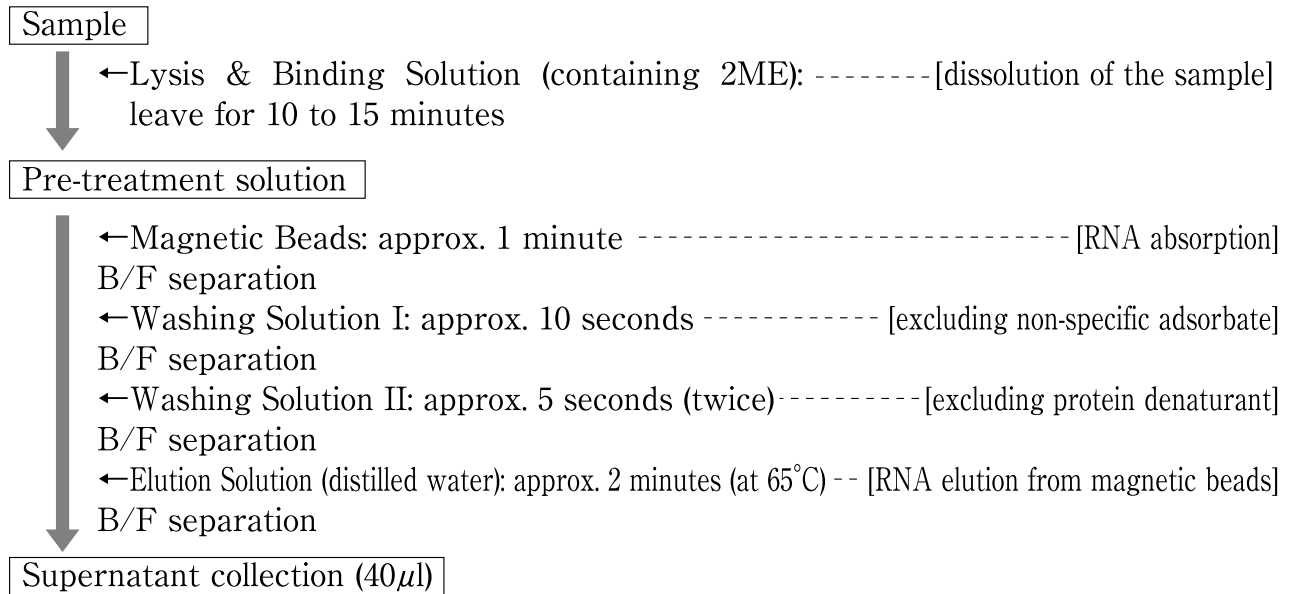 Sample
←Lysis & Binding Solution (containing 2ME): --------[dissolution of the sample]
leave for 10 to 15 minutes
Pre-treatment solution
←Magnetic Beads: approx. 1 minute -----------------------------[RNA absorption]
B/F separation
←Washing Solution I: approx. 10 seconds ------------ [excluding non-specific adsorbate]
B/F separation
←Washing Solution II: approx. 5 seconds (twice)----------[excluding protein denaturant]
B/F separation
←Elution Solution (distilled water): approx. 2 minutes (at 65°C) -- [RNA elution from magnetic beads]
B/F separation
Supernatant collection (40μl)